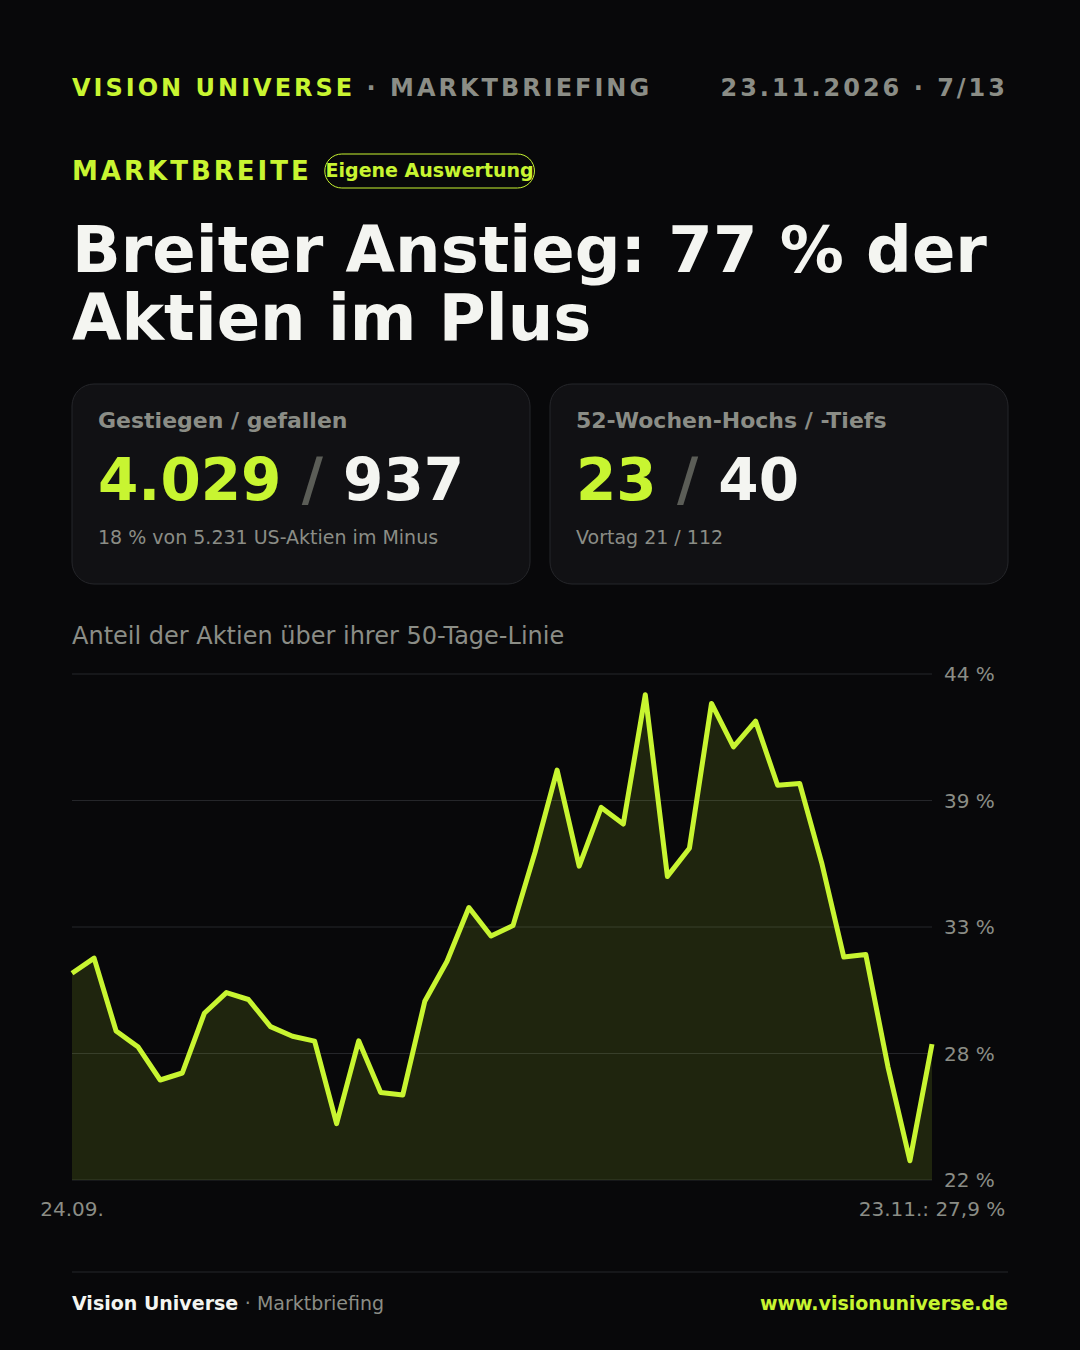 VISION UNIVERSE · MARKTBRIEFING 23.11.2026 · 7/13
MARKTBREITE Eigene Auswertung
Breiter Anstieg: 77 % der
Aktien im Plus
Gestiegen / gefallen
4.029 / 937
18 % von 5.231 US-Aktien im Minus
52-Wochen-Hochs / -Tiefs
23 / 40
Vortag 21 / 112
Anteil der Aktien über ihrer 50-Tage-Linie
44 %
39 %
33 %
28 %
22 %
24.09. 23.11.: 27,9 %
Vision Universe · Marktbriefing www.visionuniverse.de